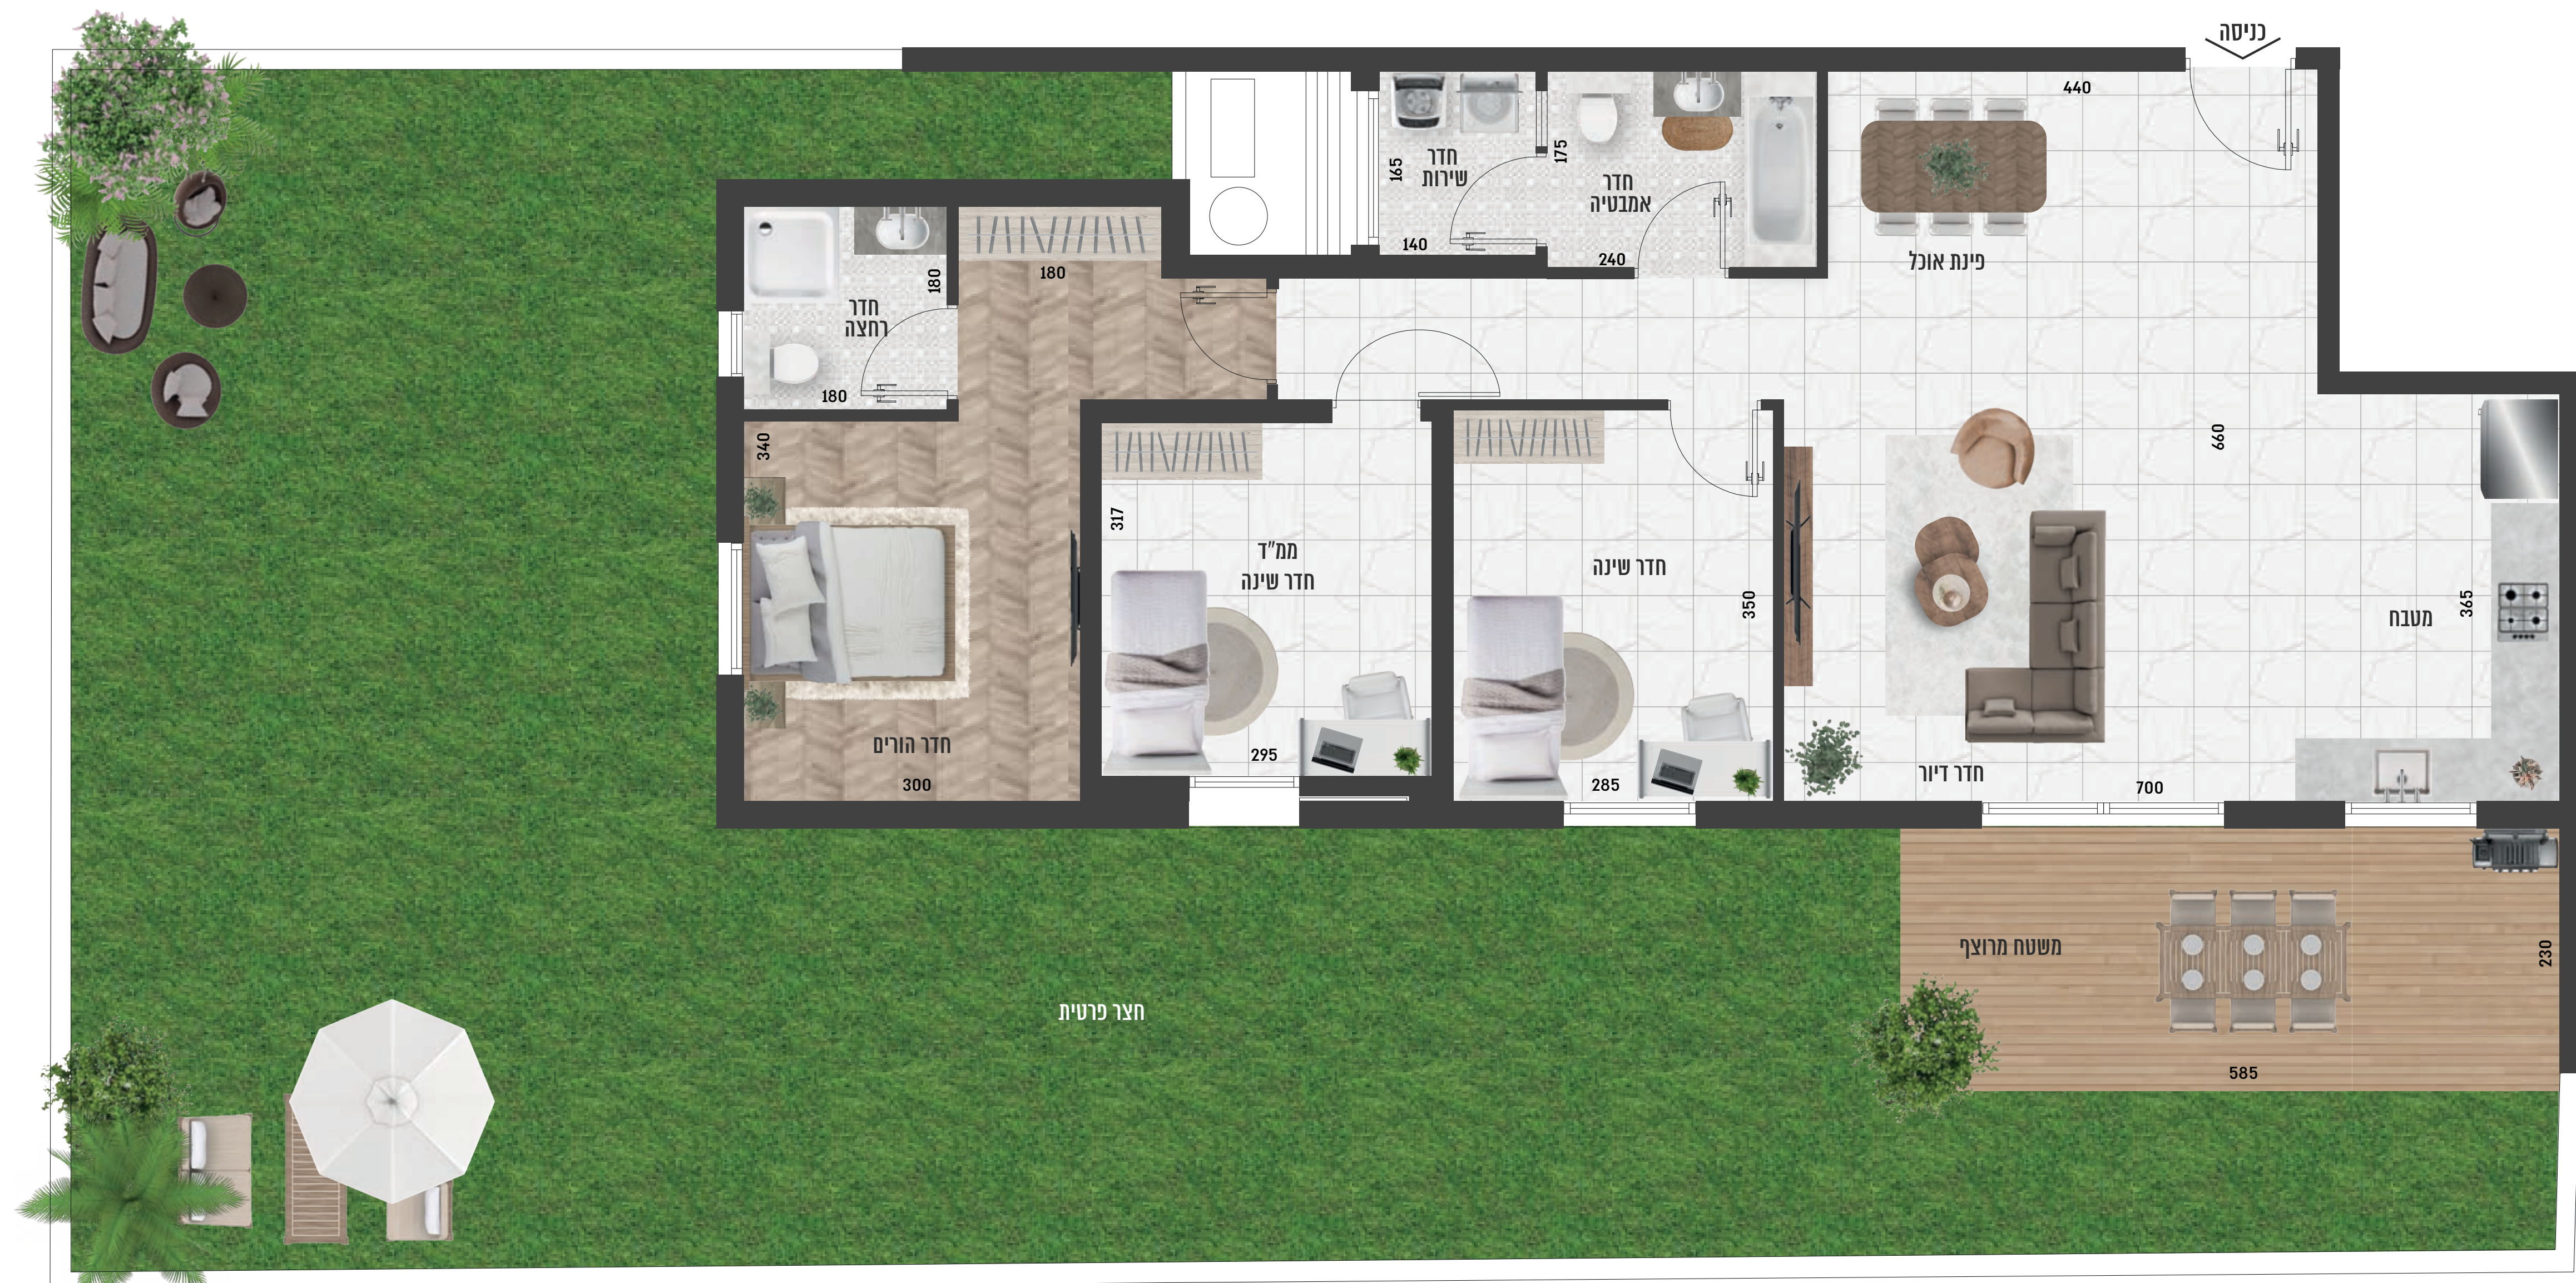 כניסה
440
חדר
שירות
165
140
175
חדר
אמבטיה
240
פינת אוכל
180
חדר
רחצה
180
180
340
חדר הורים
300
317
ממ"ד
חדר שינה
295
חדר שינה
350
285
660
מטבח
365
חדר דיור
700
משטח מרוצף
230
585
חצר פרטית